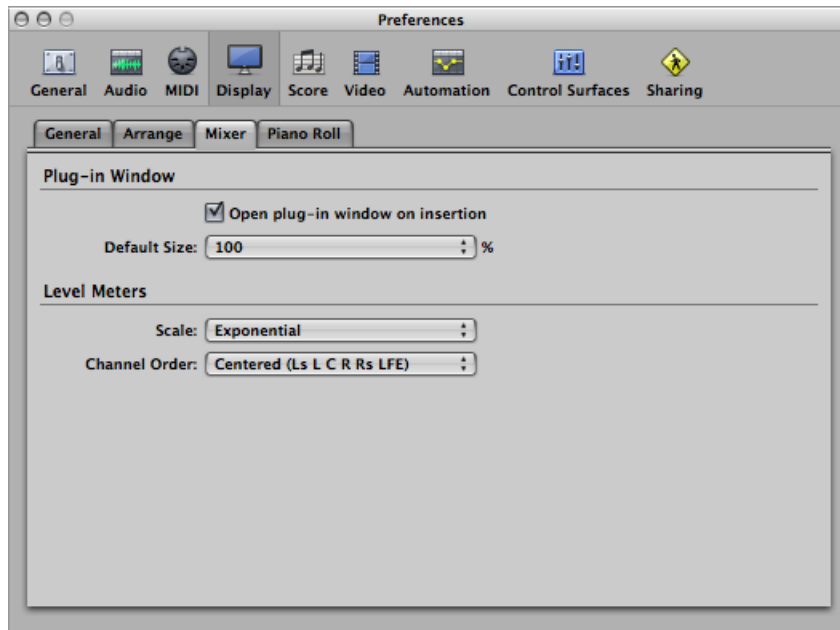 Preferences
General Audio MIDI Display Score Video Automation Control Surfaces Sharing
General Arrange Mixer Piano Roll
Plug-in Window
Open plug-in window on insertion
Default Size: 100 %
Level Meters
Scale: Exponential
Channel Order: Centered (Ls L C R Rs LFE)